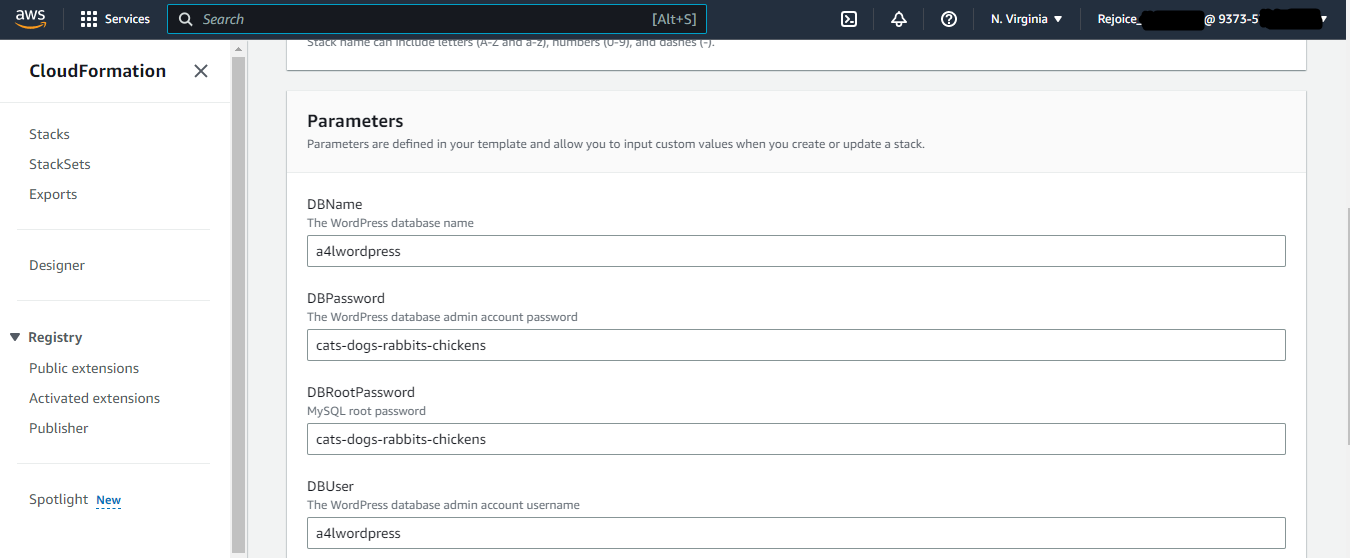 aws Services Search [Alt+S] N. Virginia Rejoice_ @ 9373-5
Stack name can include letters (A-Z and a-z), numbers (0-9), and dashes (-).
CloudFormation
Stacks
StackSets
Exports
Designer
Registry
Public extensions
Activated extensions
Publisher
Spotlight New
Parameters
Parameters are defined in your template and allow you to input custom values when you create or update a stack.
DBName
The WordPress database name
a4lwordpress
DBPassword
The WordPress database admin account password
cats-dogs-rabbits-chickens
DBRootPassword
MySQL root password
cats-dogs-rabbits-chickens
DBUser
The WordPress database admin account username
a4lwordpress